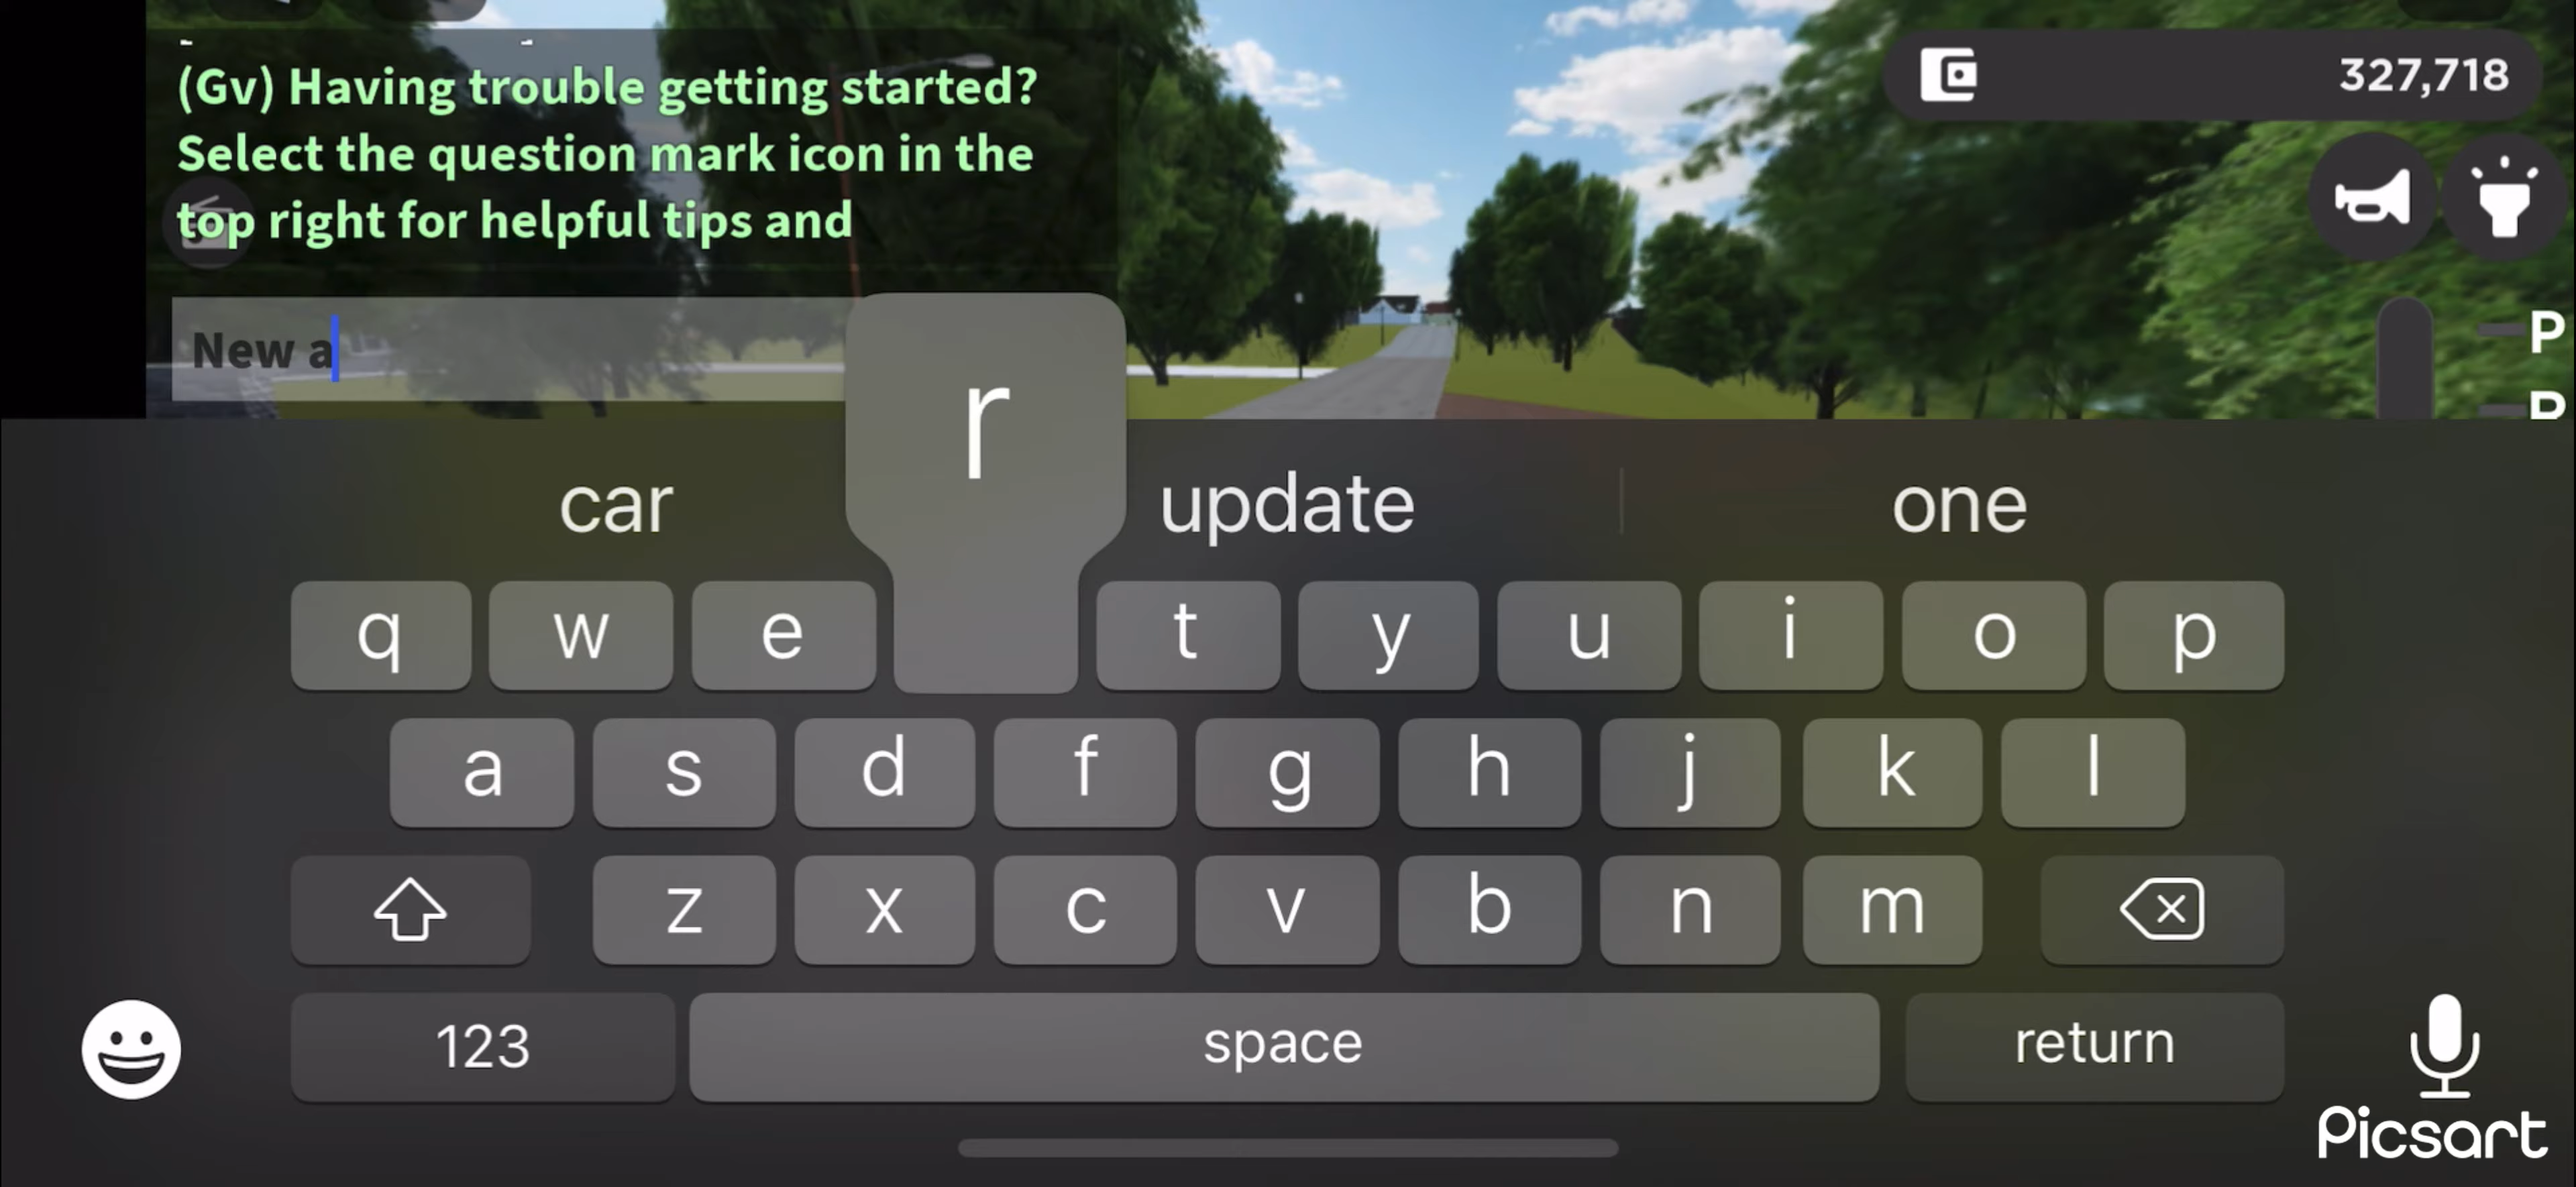 (Gv) Having trouble getting started?
Select the question mark icon in the
top right for helpful tips and
327,718
New a
P
r
car
update
one
q w e t y u i o p
a s d f g h j k l
z x c v b n m
123
space
return
Picsart